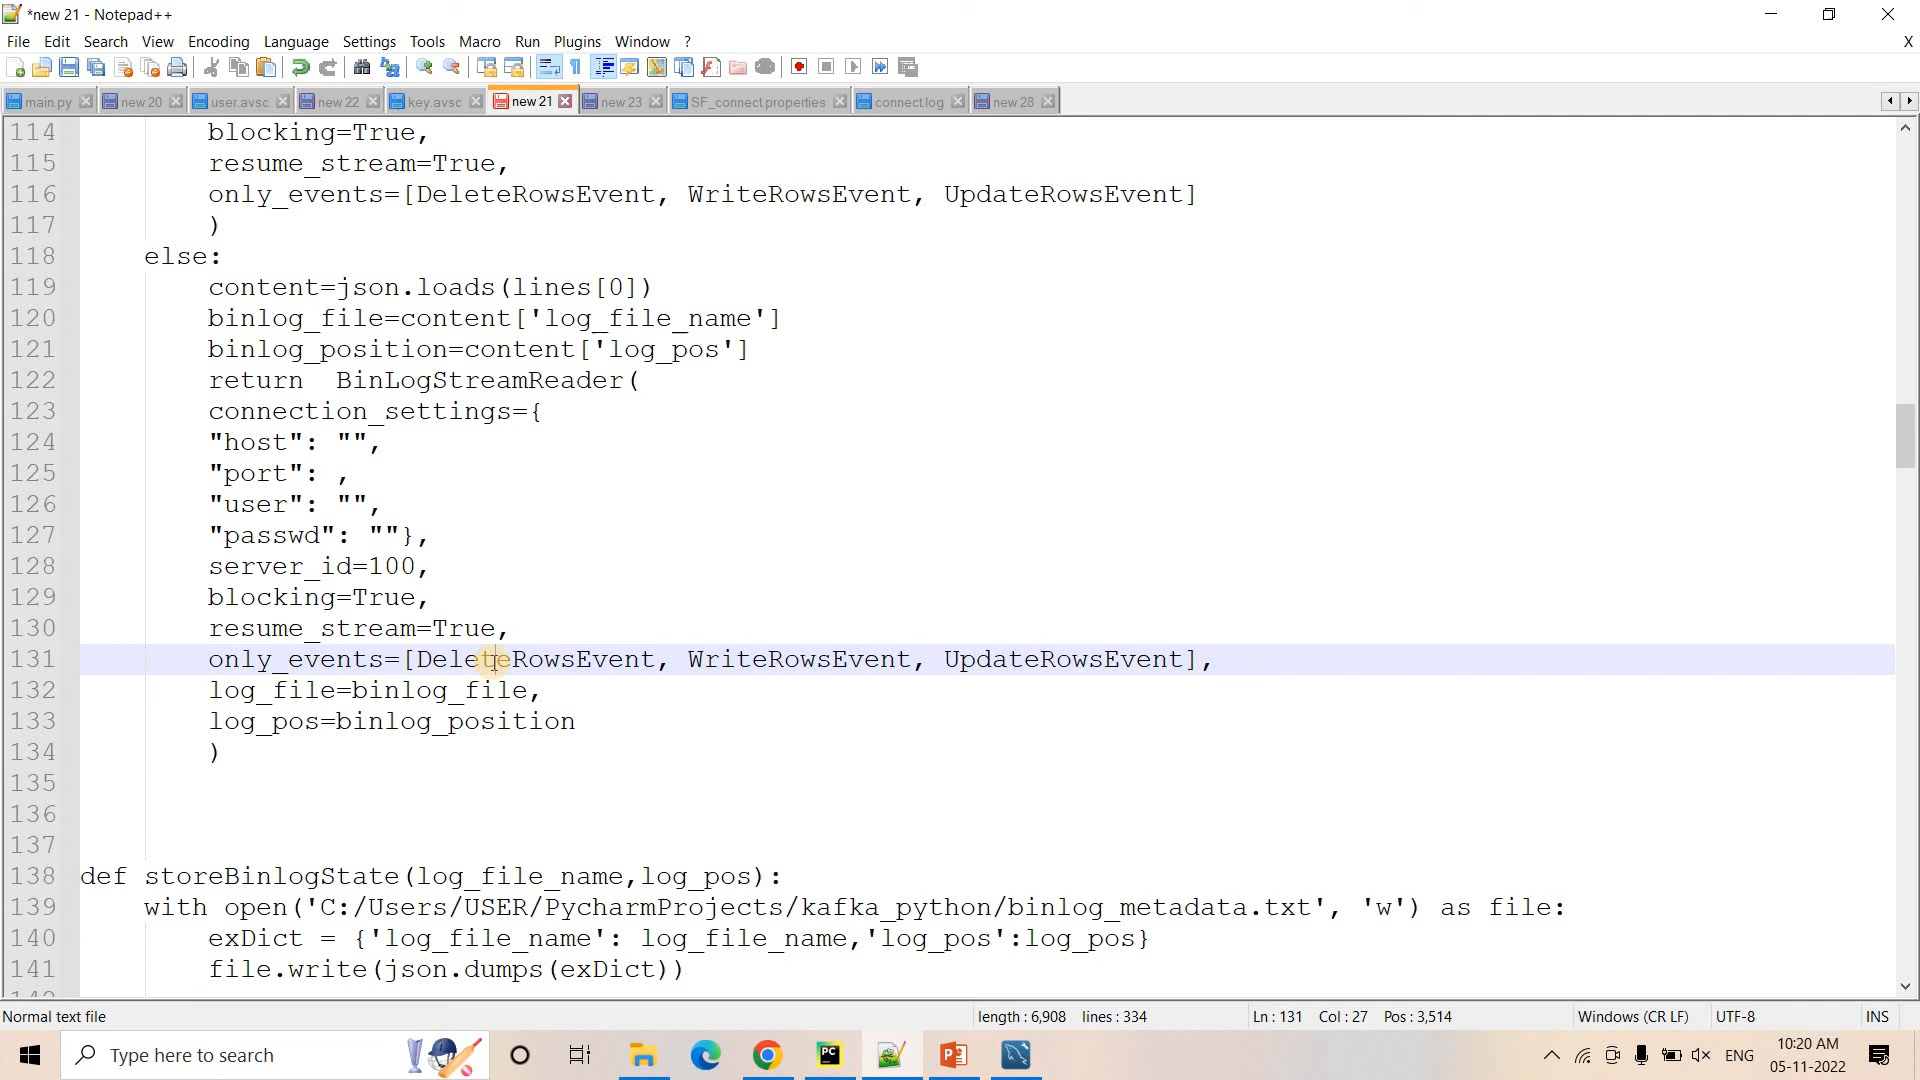 *new 21 - Notepad++
File Edit Search View Encoding Language Settings Tools Macro Run Plugins Window ? X
main.py new 20 user.avsc new 22 key.avsc new 21 new 23 SF_connect.properties connect.log new 28
114 blocking=True,
115 resume_stream=True,
116 only_events=[DeleteRowsEvent, WriteRowsEvent, UpdateRowsEvent]
117 )
118 else:
119 content=json.loads(lines[0])
120 binlog_file=content['log_file_name']
121 binlog_position=content['log_pos']
122 return  BinLogStreamReader(
123 connection_settings={
124 "host": "",
125 "port": ,
126 "user": "",
127 "passwd": ""},
128 server_id=100,
129 blocking=True,
130 resume_stream=True,
131 only_events=[DeleteRowsEvent, WriteRowsEvent, UpdateRowsEvent],
132 log_file=binlog_file,
133 log_pos=binlog_position
134 )
135
136
137
138 def storeBinlogState(log_file_name,log_pos):
139 with open('C:/Users/USER/PycharmProjects/kafka_python/binlog_metadata.txt', 'w') as file:
140 exDict = {'log_file_name': log_file_name,'log_pos':log_pos}
141 file.write(json.dumps(exDict))
Normal text file length : 6,908 lines : 334 Ln : 131 Col : 27 Pos : 3,514 Windows (CR LF) UTF-8 INS
Type here to search ENG 10:20 AM
05-11-2022